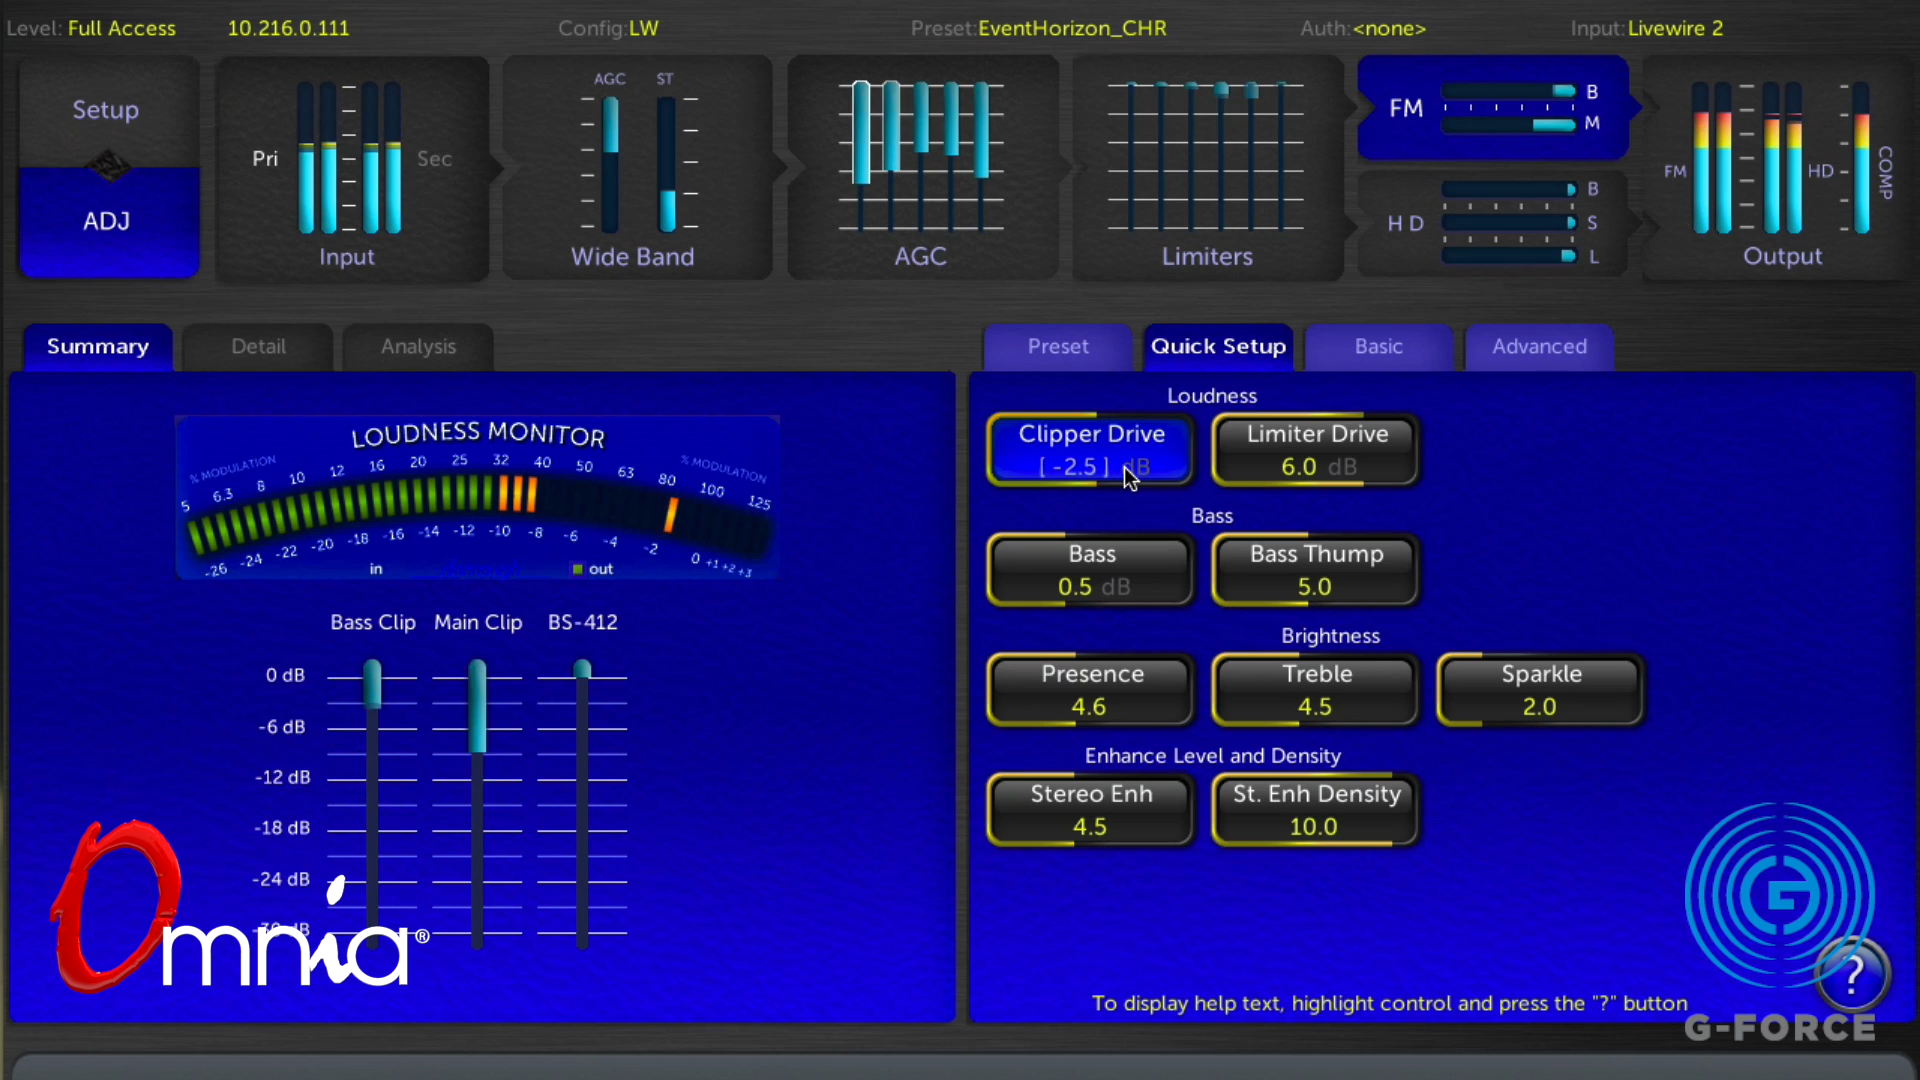 Level: Full Access 10.216.0.111 Config:LW Preset:EventHorizon_CHR Auth:<none> Input:Livewire 2
Setup
ADJ
Pri Sec
Input
AGC ST
Wide Band
AGC
Limiters
FM B
M
H D B
S
L
FM HD COMP
Output
Summary Detail Analysis
Preset Quick Setup Basic Advanced
LOUDNESS MONITOR
% MODULATION % MODULATION
5 6.3 8 10 12 16 20 25 32 40 50 63 80 100 125
-26 -24 -22 -20 -18 -16 -14 -12 -10 -8 -6 -4 -2 0 +1 +2 +3
in out
Bass Clip Main Clip BS-412
0 dB
-6 dB
-12 dB
-18 dB
-24 dB
-30 dB
Omnia®
Loudness
Clipper Drive Limiter Drive
[ -2.5 ] dB 6.0 dB
Bass
Bass Bass Thump
0.5 dB 5.0
Brightness
Presence Treble Sparkle
4.6 4.5 2.0
Enhance Level and Density
Stereo Enh St. Enh Density
4.5 10.0
G
?
To display help text, highlight control and press the "?" button
G-FORCE